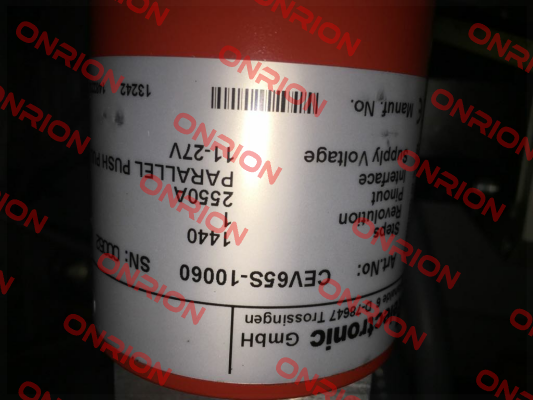 ectronic GmbH
6 D-78647 Trossingen
Art.No: CEV65S-10060 SN:
Steps 1440
Revolution 1
Pinout 2550A
Interface PARALLEL PUSH
Supply Voltage 11-27V
Manuf. No. 13242
ONRION